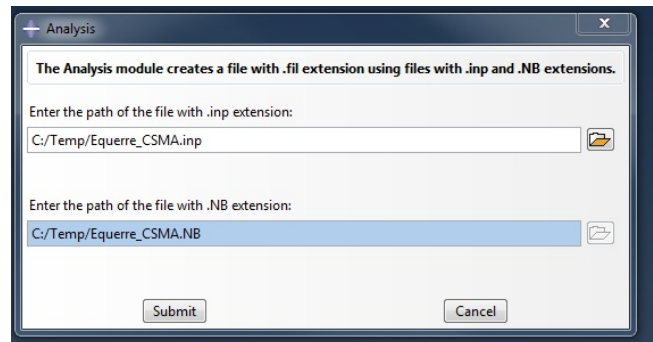 Analysis
The Analysis module creates a file with .fil extension using files with .inp and .NB extensions.
Enter the path of the file with .inp extension:
C:/Temp/Equerre_CSMA.inp
Enter the path of the file with .NB extension:
C:/Temp/Equerre_CSMA.NB
Submit Cancel